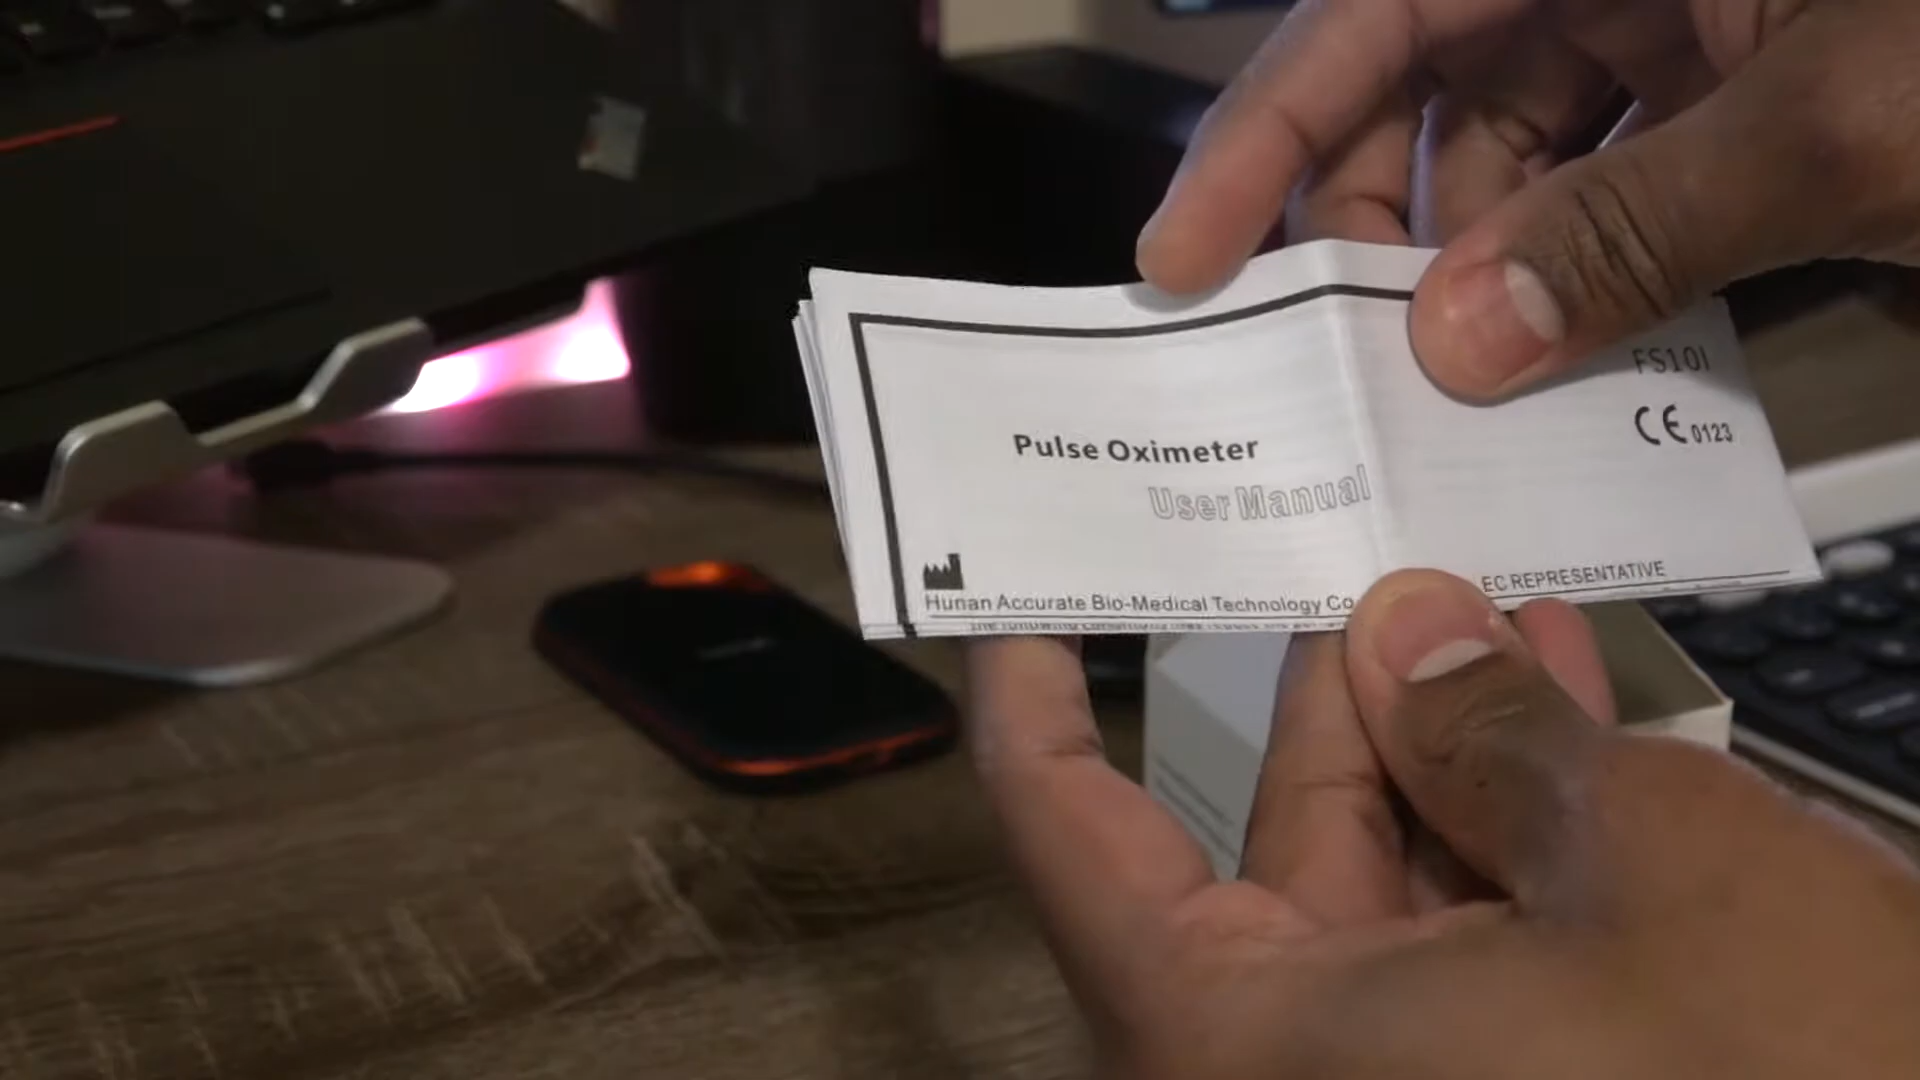 FS10I
CE 0123
Pulse Oximeter
User Manual
Hunan Accurate Bio-Medical Technology Co
EC REPRESENTATIVE